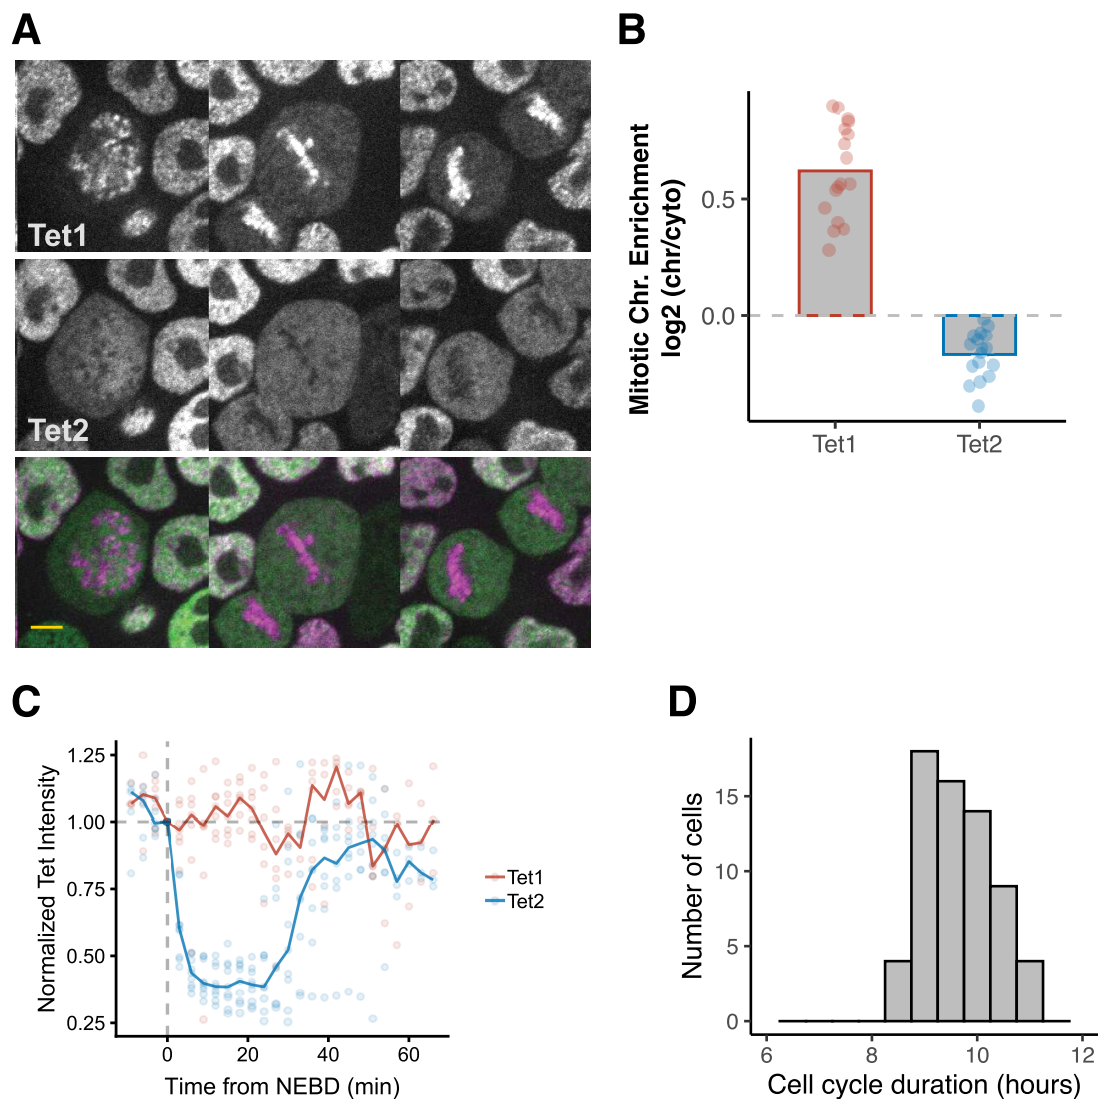 A
Tet1
Tet2
B
Mitotic Chr. Enrichment
log2 (chr/cyto)
0.5
0.0
Tet1
Tet2
C
Normalized Tet Intensity
1.25
1.00
0.75
0.50
0.25
0
20
40
60
Time from NEBD (min)
Tet1
Tet2
D
Number of cells
15
10
5
0
6
8
10
12
Cell cycle duration (hours)